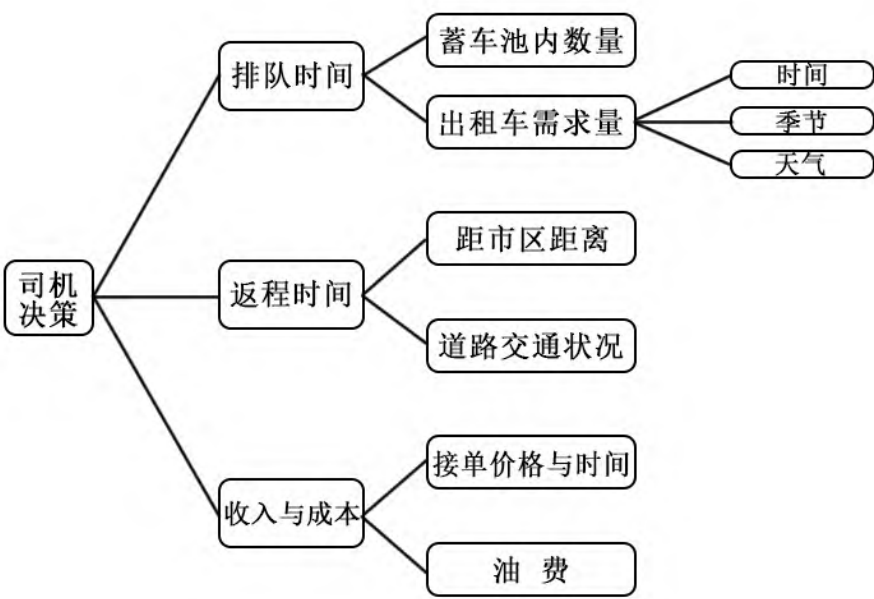 司机
决策
排队时间
蓄车池内数量
出租车需求量
时间
季节
天气
返程时间
距市区距离
道路交通状况
收入与成本
接单价格与时间
油 费